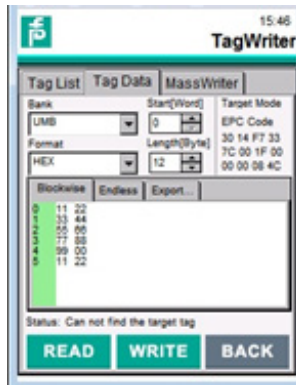 15:46
TagWriter
Tag List Tag Data MassWriter
Bank Start[Word] Target Mode
UMB 0 EPC Code
Format Length[Byte] 30 14 F7 33
HEX 12 7C 00 1F 00
00 00 08 4C
Blockwise Endless Export...
0 11 22
1 33 44
2 55 66
3 77 88
4 99 00
5 11 22
Status: Can not find the target tag
READ WRITE BACK